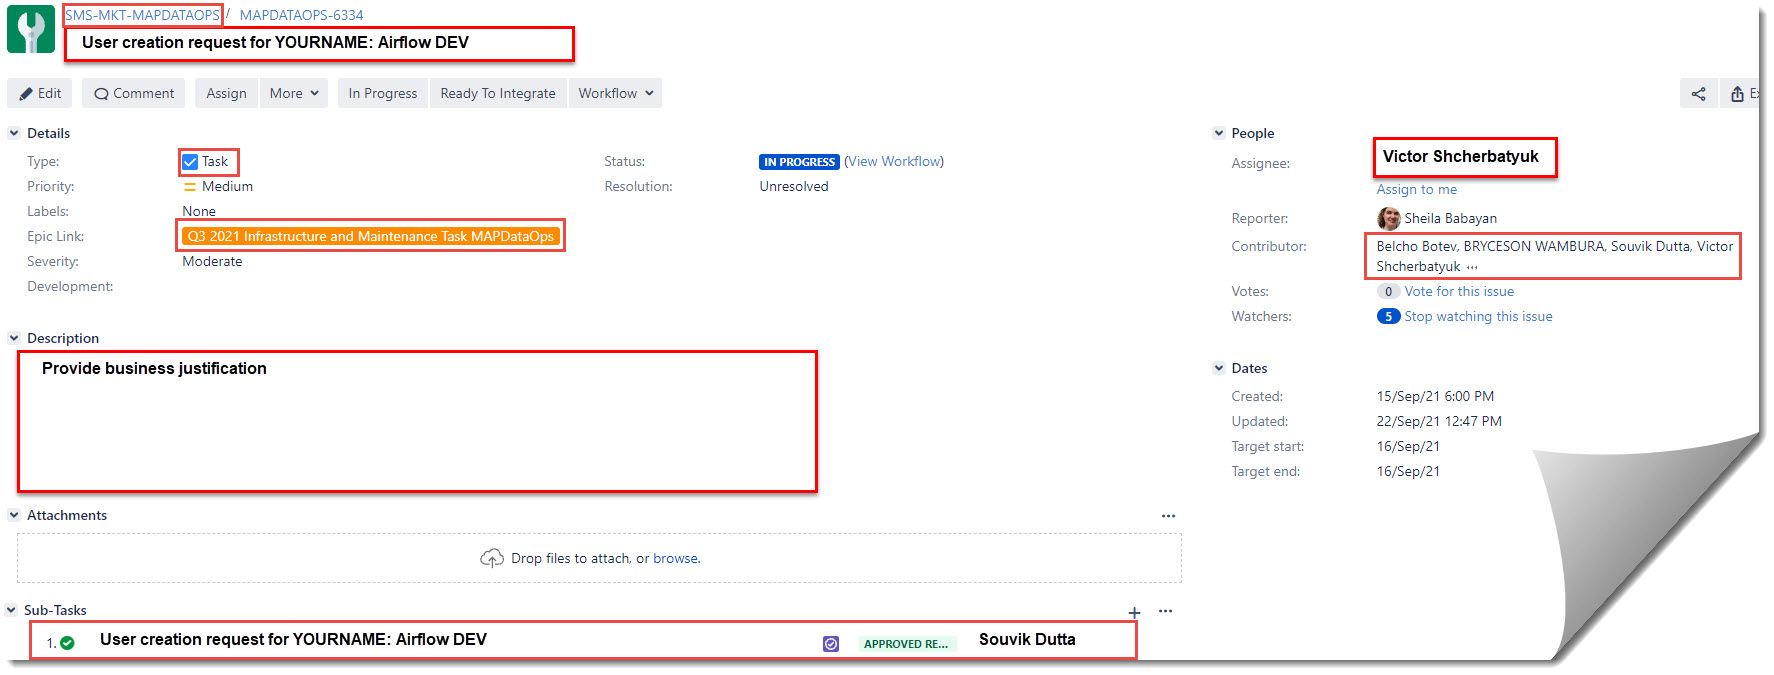 SMS-MKT-MAPDATAOPS / MAPDATAOPS-6334
User creation request for YOURNAME: Airflow DEV
Edit Comment Assign More In Progress Ready To Integrate Workflow Ex
Details
Type: Task
Priority: Medium
Labels: None
Epic Link: Q3 2021 Infrastructure and Maintenance Task MAPDataOps
Severity: Moderate
Development:
Status: IN PROGRESS (View Workflow)
Resolution: Unresolved
People
Assignee: Victor Shcherbatyuk
Assign to me
Reporter: Sheila Babayan
Contributor: Belcho Botev, BRYCESON WAMBURA, Souvik Dutta, Victor
Shcherbatyuk ...
Votes: 0 Vote for this issue
Watchers: 5 Stop watching this issue
Description
Provide business justification
Dates
Created: 15/Sep/21 6:00 PM
Updated: 22/Sep/21 12:47 PM
Target start: 16/Sep/21
Target end: 16/Sep/21
Attachments
Drop files to attach, or browse.
Sub-Tasks
1. User creation request for YOURNAME: Airflow DEV APPROVED RE... Souvik Dutta